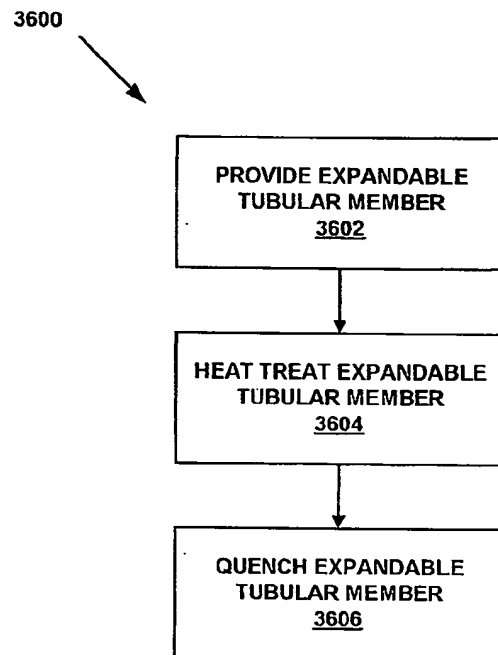 3600
PROVIDE EXPANDABLE
TUBULAR MEMBER
3602
HEAT TREAT EXPANDABLE
TUBULAR MEMBER
3604
QUENCH EXPANDABLE
TUBULAR MEMBER
3606